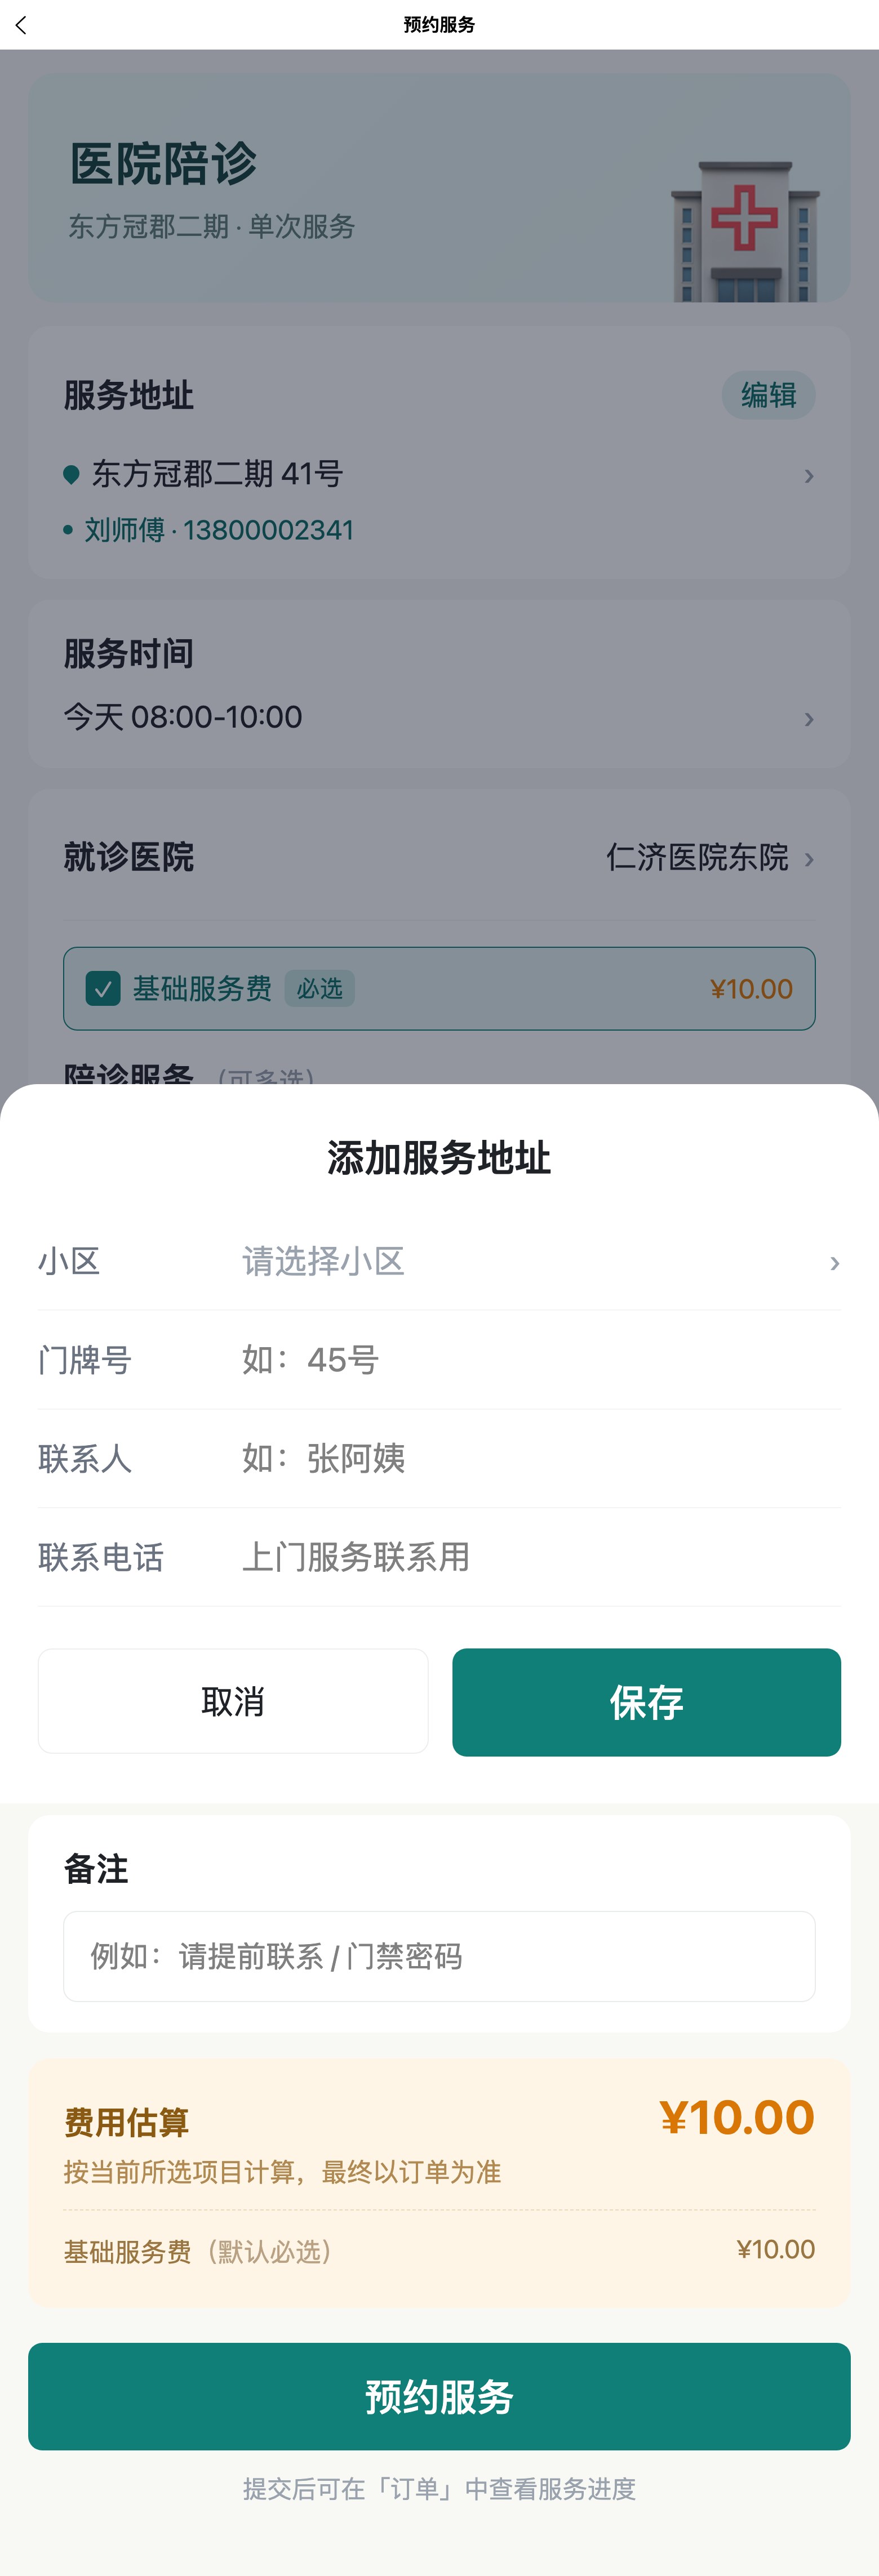 预约服务
医院陪诊
东方冠郡二期 · 单次服务
服务地址
编辑
东方冠郡二期 41号
刘师傅 · 13800002341
服务时间
今天 08:00-10:00
就诊医院
仁济医院东院
基础服务费 必选 ¥10.00
陪诊服务 (可多选)
添加服务地址
小区 请选择小区
门牌号 如：45号
联系人 如：张阿姨
联系电话 上门服务联系用
取消
保存
备注
例如：请提前联系 / 门禁密码
费用估算 ¥10.00
按当前所选项目计算，最终以订单为准
基础服务费（默认必选） ¥10.00
预约服务
提交后可在「订单」中查看服务进度